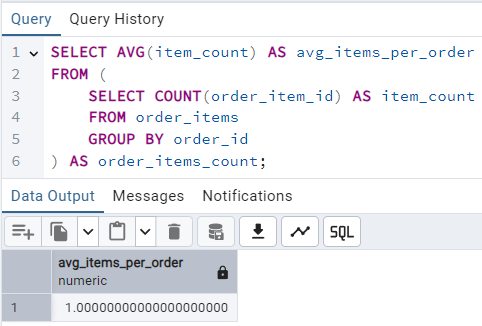 Query Query History
1 SELECT AVG(item_count) AS avg_items_per_order
2 FROM (
3 SELECT COUNT(order_item_id) AS item_count
4 FROM order_items
5 GROUP BY order_id
6 ) AS order_items_count;
Data Output Messages Notifications
SQL
avg_items_per_order
numeric
1 1.00000000000000000000